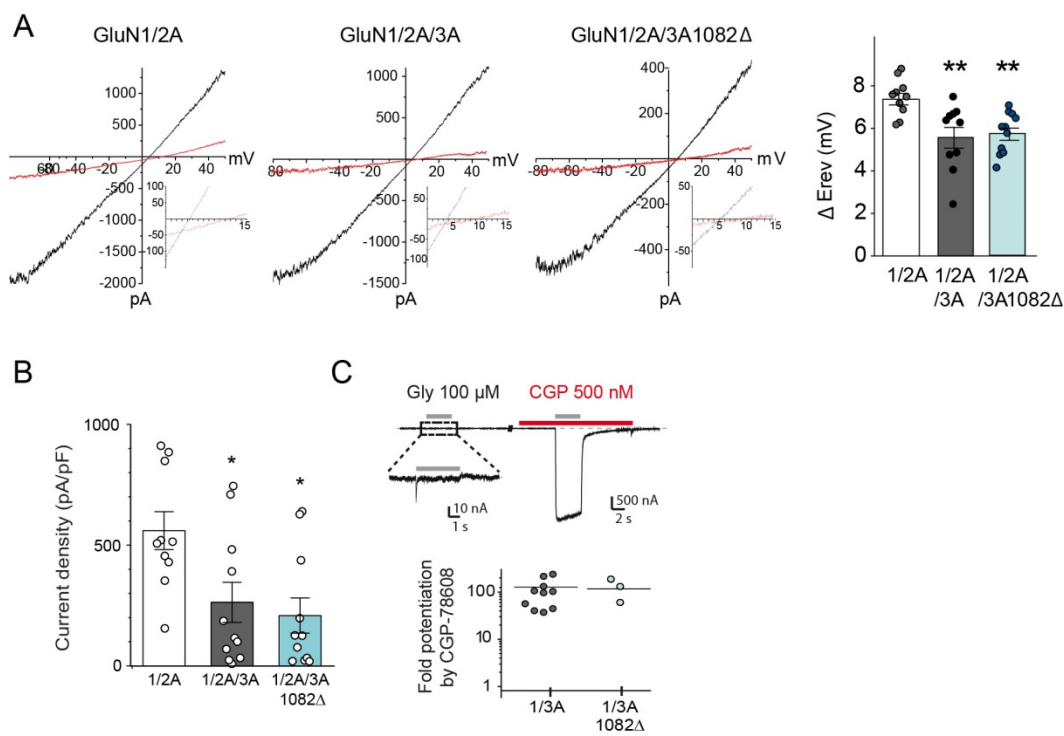 A
GluN1/2A
1000
500
mV
-60
-40
-20
20
40
-500
-1000
-1500
-2000
pA
100
50
-50
-100
15
GluN1/2A/3A
1000
500
mV
-80
-60
-40
-20
20
40
-500
-1000
-1500
pA
100
50
-50
-100
5
10
15
GluN1/2A/3A1082Δ
400
200
mV
-80
-60
-40
-20
20
40
-200
-400
pA
50
-50
5
10
15
Δ Erev (mV)
8
6
4
2
0
**
**
1/2A
1/2A
/3A
1/2A
/3A1082Δ
B
Current density (pA/pF)
1000
500
0
*
*
1/2A
1/2A/3A
1/2A/3A
1082Δ
C
Gly 100 µM
CGP 500 nM
10 nA
1 s
500 nA
2 s
Fold potentiation
by CGP-78608
100
100
1
1/3A
1/3A
1082Δ